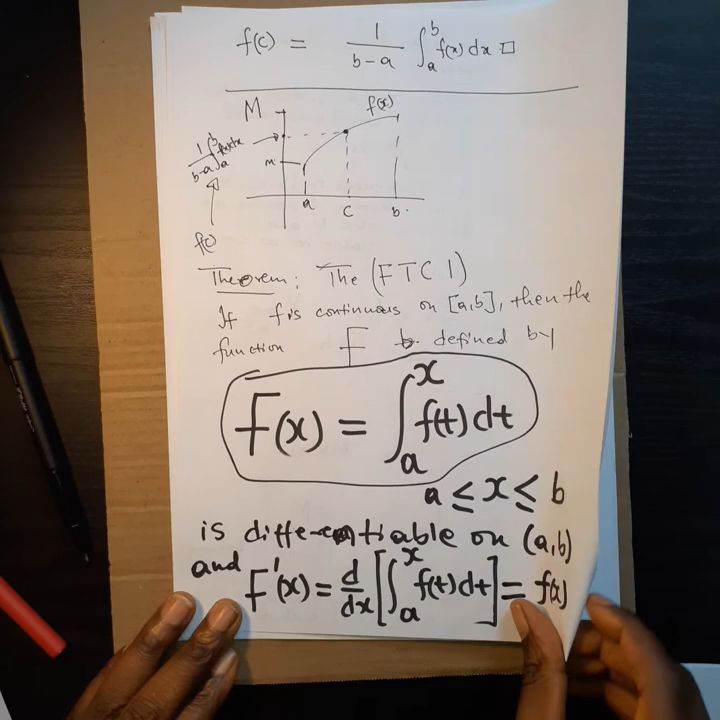 f(c) = 1/(b-a) ∫_a^b f(x) dx □
M f(x)
1/(b-a) ∫_a^b f(x)dx
m
a c b.
f(c)
Theorem: The (FTC 1)
If f is continuous on [a,b], then the
function F defined by
F(x) = ∫_a^x f(t) dt
a ≤ x ≤ b
is differentiable on (a,b)
and F'(x) = d/dx [∫_a^x f(t) dt] = f(x)